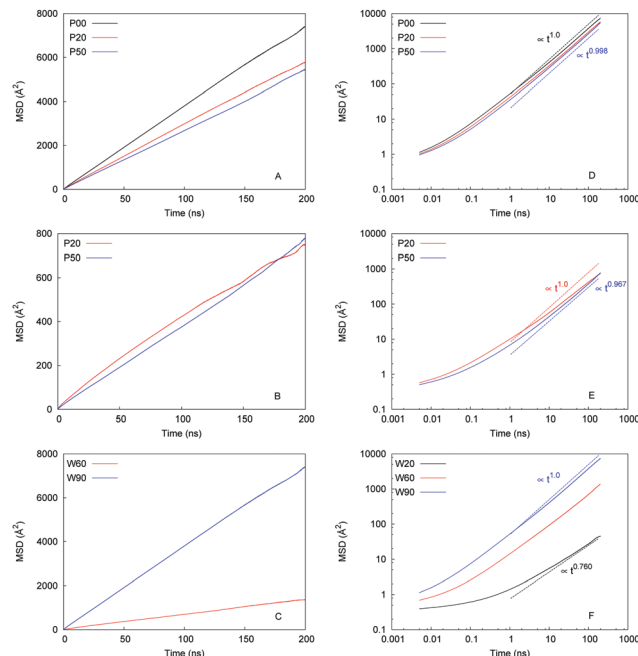 P00
P20
P50
MSD (Å²)
8000
6000
4000
2000
0
0 50 100 150 200
Time (ns)
A
P00
P20
P50
MSD (Å²)
10000
1000
100
10
1
0.1
0.001 0.01 0.1 1 10 100 1000
Time (ns)
∝ t^1.0
∝ t^0.998
D
P20
P50
MSD (Å²)
800
600
400
200
0
0 50 100 150 200
Time (ns)
B
P20
P50
MSD (Å²)
10000
1000
100
10
1
0.1
0.001 0.01 0.1 1 10 100 1000
Time (ns)
∝ t^1.0
∝ t^0.967
E
W60
W90
MSD (Å²)
8000
6000
4000
2000
0
0 50 100 150 200
Time (ns)
C
W20
W60
W90
MSD (Å²)
10000
1000
100
10
1
0.1
0.001 0.01 0.1 1 10 100 1000
Time (ns)
∝ t^1.0
∝ t^0.760
F